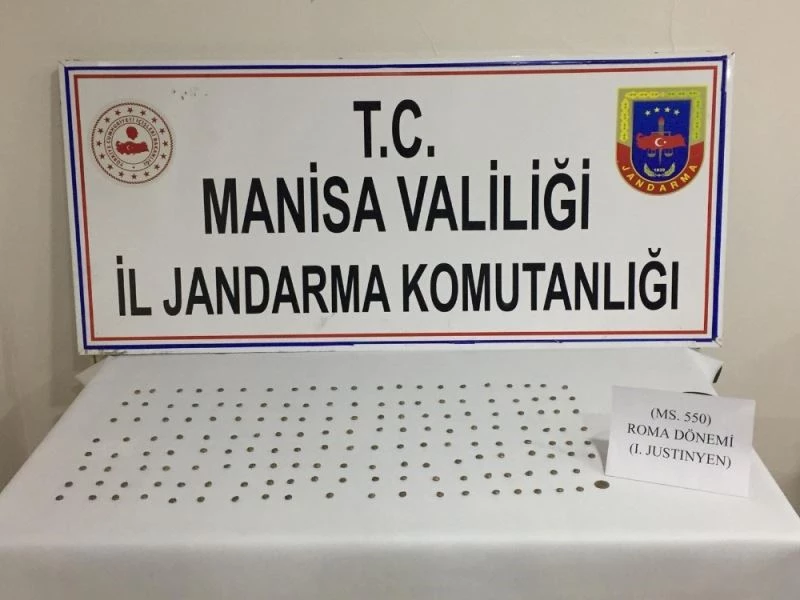 T.C.
MANİSA VALİLİĞİ
İL JANDARMA KOMUTANLIĞI
JANDARMA
(MS. 550)
ROMA DÖNEMİ
(I. JUSTINYEN)